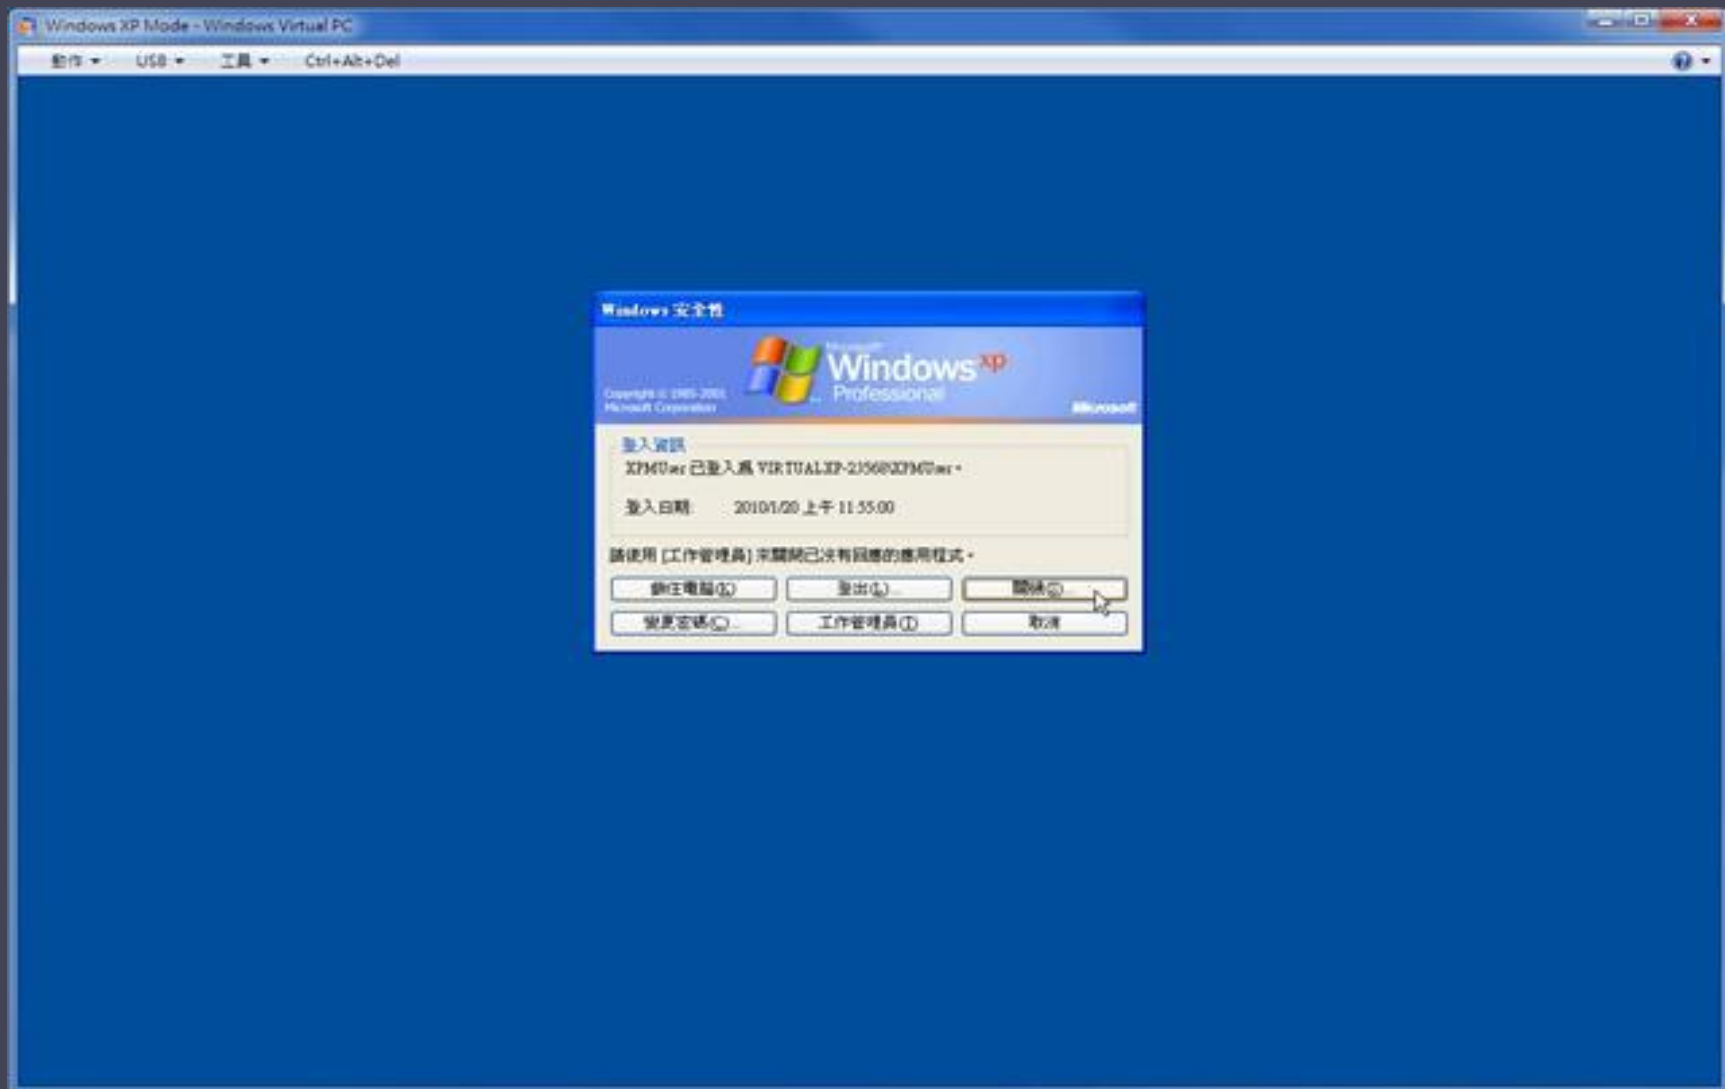 Windows XP Mode - Windows Virtual PC
動作 USB 工具 Ctrl+Alt+Del
Windows 安全性
Microsoft
Windows xp
Professional
Copyright © 1985-2001
Microsoft Corporation
Microsoft
登入資訊
XPMUser 已登入為 VIRTUALXP-23568\XPMUser。
登入日期: 2010/1/20 上午 11:55:00
請使用 [工作管理員] 來關閉已沒有回應的應用程式。
鎖住電腦(K) 登出(L)... 關機(S)...
變更密碼(C)... 工作管理員(T) 取消